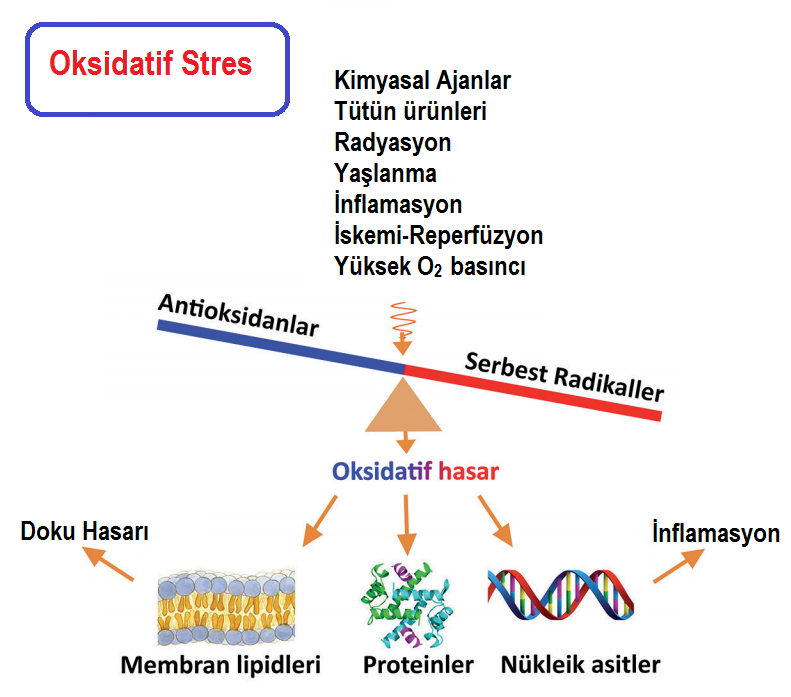 Oksidatif Stres
Kimyasal Ajanlar
Tütün ürünleri
Radyasyon
Yaşlanma
İnflamasyon
İskemi-Reperfüzyon
Yüksek O₂ basıncı
Antioksidanlar
Serbest Radikaller
Oksidatif hasar
Doku Hasarı
İnflamasyon
Membran lipidleri
Proteinler
Nükleik asitler